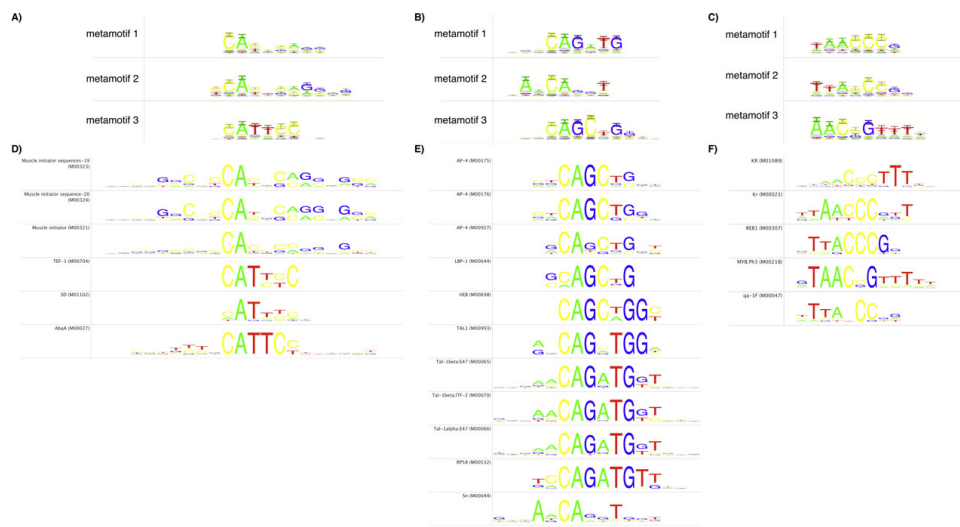 A)
metamotif 1
metamotif 2
metamotif 3
B)
metamotif 1
metamotif 2
metamotif 3
C)
metamotif 1
metamotif 2
metamotif 3
D)
Muscle initiator sequences-19
(M00323)
Muscle initiator sequence-20
(M00324)
Muscle initiator (M00321)
TEF-1 (M00704)
SD (M01102)
AbaA (M00027)
E)
AP-4 (M00175)
AP-4 (M00176)
AP-4 (M00927)
LBP-1 (M00644)
HEB (M00698)
TAL1 (M00993)
Tal-1beta:E47 (M00065)
Tal-1beta:ITF-2 (M00070)
Tal-1alpha:E47 (M00066)
RP58 (M00532)
Sn (M00044)
F)
KR (M01089)
Kr (M00021)
REB1 (M00307)
MYB.Ph3 (M00218)
qa-1F (M00047)